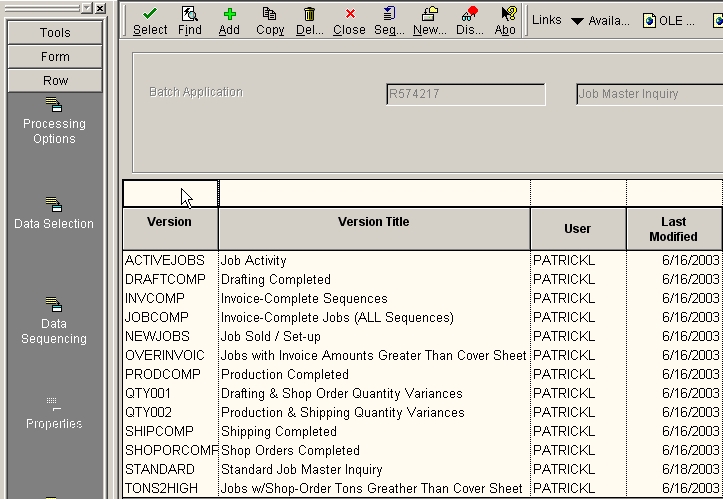 Tools
Form
Row
Processing
Options
Data Selection
Data
Sequencing
Properties
Select Find Add Copy Del... Close Seq... New... Dis... Abo Links Availa... OLE ...
Batch Application R574217 Job Master Inquiry
Version Version Title User Last
Modified
ACTIVEJOBS Job Activity PATRICKL 6/16/2003
DRAFTCOMP Drafting Completed PATRICKL 6/16/2003
INVCOMP Invoice-Complete Sequences PATRICKL 6/16/2003
JOBCOMP Invoice-Complete Jobs (ALL Sequences) PATRICKL 6/16/2003
NEWJOBS Job Sold / Set-up PATRICKL 6/16/2003
OVERINVOIC Jobs with Invoice Amounts Greater Than Cover Sheet PATRICKL 6/16/2003
PRODCOMP Production Completed PATRICKL 6/16/2003
QTY001 Drafting & Shop Order Quantity Variances PATRICKL 6/16/2003
QTY002 Production & Shipping Quantity Variances PATRICKL 6/16/2003
SHIPCOMP Shipping Completed PATRICKL 6/16/2003
SHOPORCOMP Shop Orders Completed PATRICKL 6/16/2003
STANDARD Standard Job Master Inquiry PATRICKL 6/18/2003
TONS2HIGH Jobs w/Shop-Order Tons Greather Than Cover Sheet PATRICKL 6/16/2003